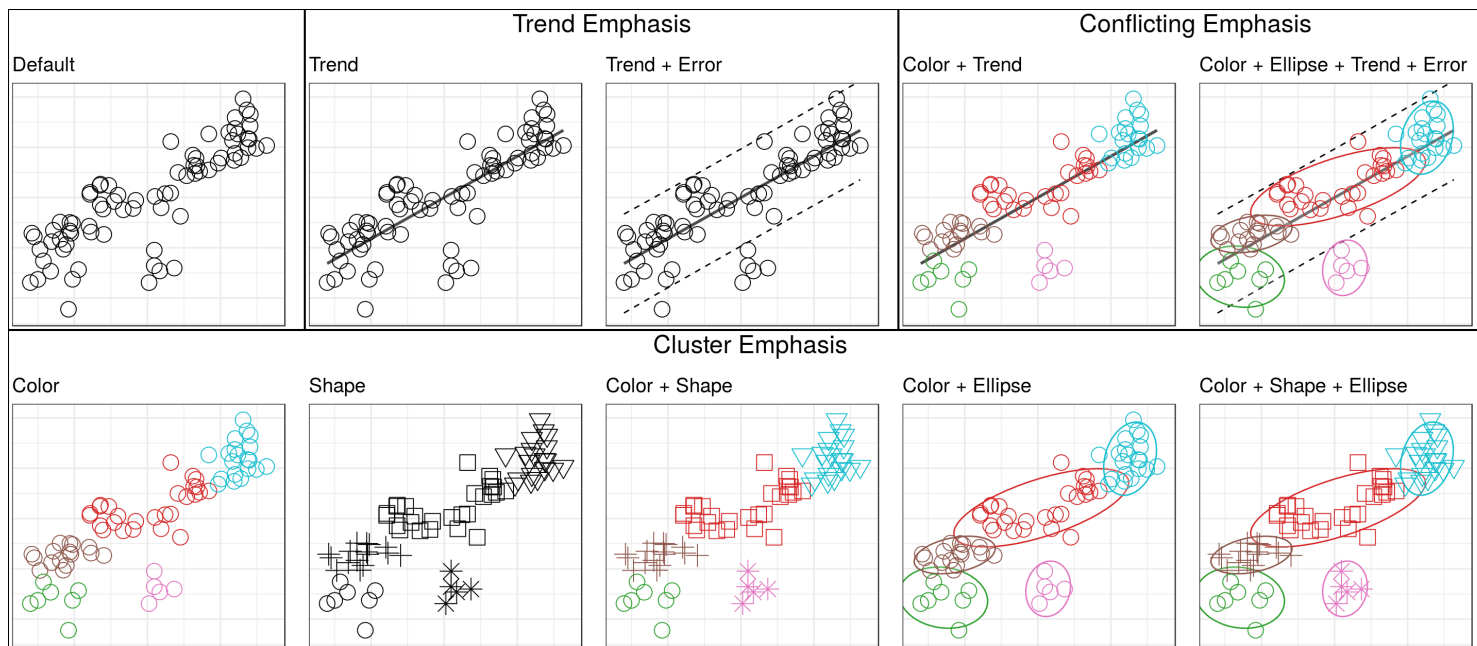 Trend Emphasis
Conflicting Emphasis
Default
Trend
Trend + Error
Color + Trend
Color + Ellipse + Trend + Error
Cluster Emphasis
Color
Shape
Color + Shape
Color + Ellipse
Color + Shape + Ellipse